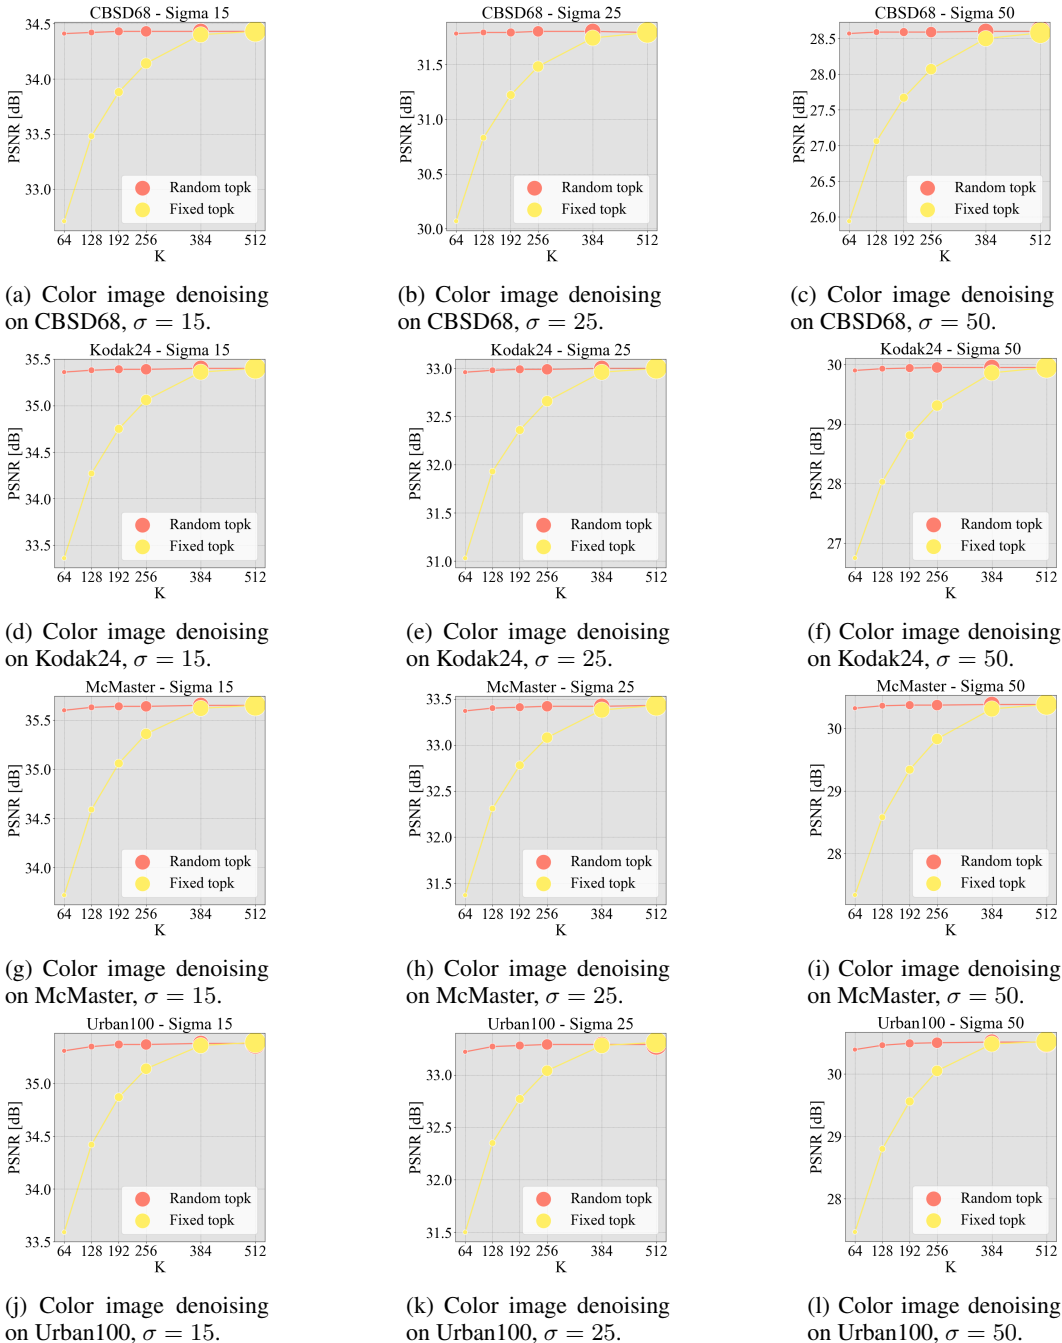 CBSD68 - Sigma 15
34.5
34.0
33.5
33.0
PSNR [dB]
Random topk
Fixed topk
64 128 192 256 384 512
K
CBSD68 - Sigma 25
31.5
31.0
30.5
30.0
PSNR [dB]
Random topk
Fixed topk
64 128 192 256 384 512
K
CBSD68 - Sigma 50
28.5
28.0
27.5
27.0
26.5
26.0
PSNR [dB]
Random topk
Fixed topk
64 128 192 256 384 512
K
(a) Color image denoising
on CBSD68, σ = 15.
(b) Color image denoising
on CBSD68, σ = 25.
(c) Color image denoising
on CBSD68, σ = 50.
Kodak24 - Sigma 15
35.5
35.0
34.5
34.0
33.5
PSNR [dB]
Random topk
Fixed topk
64 128 192 256 384 512
K
Kodak24 - Sigma 25
33.0
32.5
32.0
31.5
31.0
PSNR [dB]
Random topk
Fixed topk
64 128 192 256 384 512
K
Kodak24 - Sigma 50
30
29
28
27
PSNR [dB]
Random topk
Fixed topk
64 128 192 256 384 512
K
(d) Color image denoising
on Kodak24, σ = 15.
(e) Color image denoising
on Kodak24, σ = 25.
(f) Color image denoising
on Kodak24, σ = 50.
McMaster - Sigma 15
35.5
35.0
34.5
34.0
PSNR [dB]
Random topk
Fixed topk
64 128 192 256 384 512
K
McMaster - Sigma 25
33.5
33.0
32.5
32.0
31.5
PSNR [dB]
Random topk
Fixed topk
64 128 192 256 384 512
K
McMaster - Sigma 50
30
29
28
PSNR [dB]
Random topk
Fixed topk
64 128 192 256 384 512
K
(g) Color image denoising
on McMaster, σ = 15.
(h) Color image denoising
on McMaster, σ = 25.
(i) Color image denoising
on McMaster, σ = 50.
Urban100 - Sigma 15
35.0
34.5
34.0
33.5
PSNR [dB]
Random topk
Fixed topk
64 128 192 256 384 512
K
Urban100 - Sigma 25
33.0
32.5
32.0
31.5
PSNR [dB]
Random topk
Fixed topk
64 128 192 256 384 512
K
Urban100 - Sigma 50
30
29
28
PSNR [dB]
Random topk
Fixed topk
64 128 192 256 384 512
K
(j) Color image denoising
on Urban100, σ = 15.
(k) Color image denoising
on Urban100, σ = 25.
(l) Color image denoising
on Urban100, σ = 50.